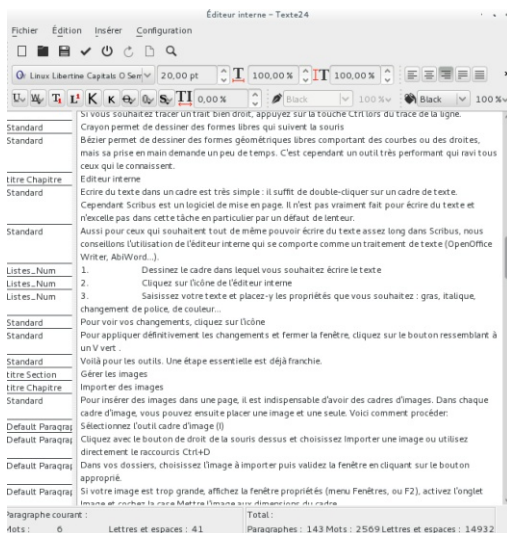 Éditeur interne - Texte24
Fichier Édition Insérer Configuration
Linux Libertine Capitals O Sem 20,00 pt 100,00% 100,00%
0,00% Black 100% Black 100%
Si vous souhaitez tracer un trait bien droit, appuyez sur la touche Ctrl lors du tracé de la ligne.
Standard Crayon permet de dessiner des formes libres qui suivent la souris
Standard Bézier permet de dessiner des formes géométriques libres comportant des courbes ou des droites,
mais sa prise en main demande un peu de temps. C'est cependant un outil très performant qui ravi tous
ceux qui le connaissent.
titre Chapitre Editeur interne
Standard Ecrire du texte dans un cadre est très simple : il suffit de double-cliquer sur un cadre de texte.
Cependant Scribus est un logiciel de mise en page. Il n'est pas vraiment fait pour écrire du texte et
n'excelle pas dans cette tâche en particulier par un défaut de lenteur.
Standard Aussi pour ceux qui souhaitent tout de même pouvoir écrire du texte assez long dans Scribus, nous
conseillons l'utilisation de l'éditeur interne qui se comporte comme un traitement de texte (OpenOffice
Writer, AbiWord...).
Listes_Num 1. Dessinez le cadre dans lequel vous souhaitez écrire le texte
Listes_Num 2. Cliquez sur l'icône de l'éditeur interne
Listes_Num 3. Saisissez votre texte et placez-y les propriétés que vous souhaitez : gras, italique,
changement de police, de couleur...
Standard Pour voir vos changements, cliquez sur l'icône
Standard Pour appliquer définitivement les changements et fermer la fenêtre, cliquez sur le bouton ressemblant à
un V vert .
Standard Voilà pour les outils. Une étape essentielle est déjà franchie.
titre Section Gérer les images
titre Chapitre Importer des images
Standard Pour insérer des images dans une page, il est indispensable d'avoir des cadres d'images. Dans chaque
cadre d'image, vous pouvez ensuite placer une image et une seule. Voici comment procéder:
Default Paragrap Sélectionnez l'outil cadre d'image (I)
Default Paragrap Cliquez avec le bouton de droit de la souris dessus et choisissez Importer une image ou utilisez
directement le raccourcis Ctrl+D
Default Paragrap Dans vos dossiers, choisissez l'image à importer puis validez la fenêtre en cliquant sur le bouton
approprié.
Default Paragrap Si votre image est trop grande, affichez la fenêtre propriétés (menu Fenêtres, ou F2), activez l'onglet
Image et cochez la case Mettre l'image aux dimensions du cadre
Paragraphe courant : Total :
Mots : 6 Lettres et espaces : 41 Paragraphes : 143 Mots : 2569 Lettres et espaces : 14932